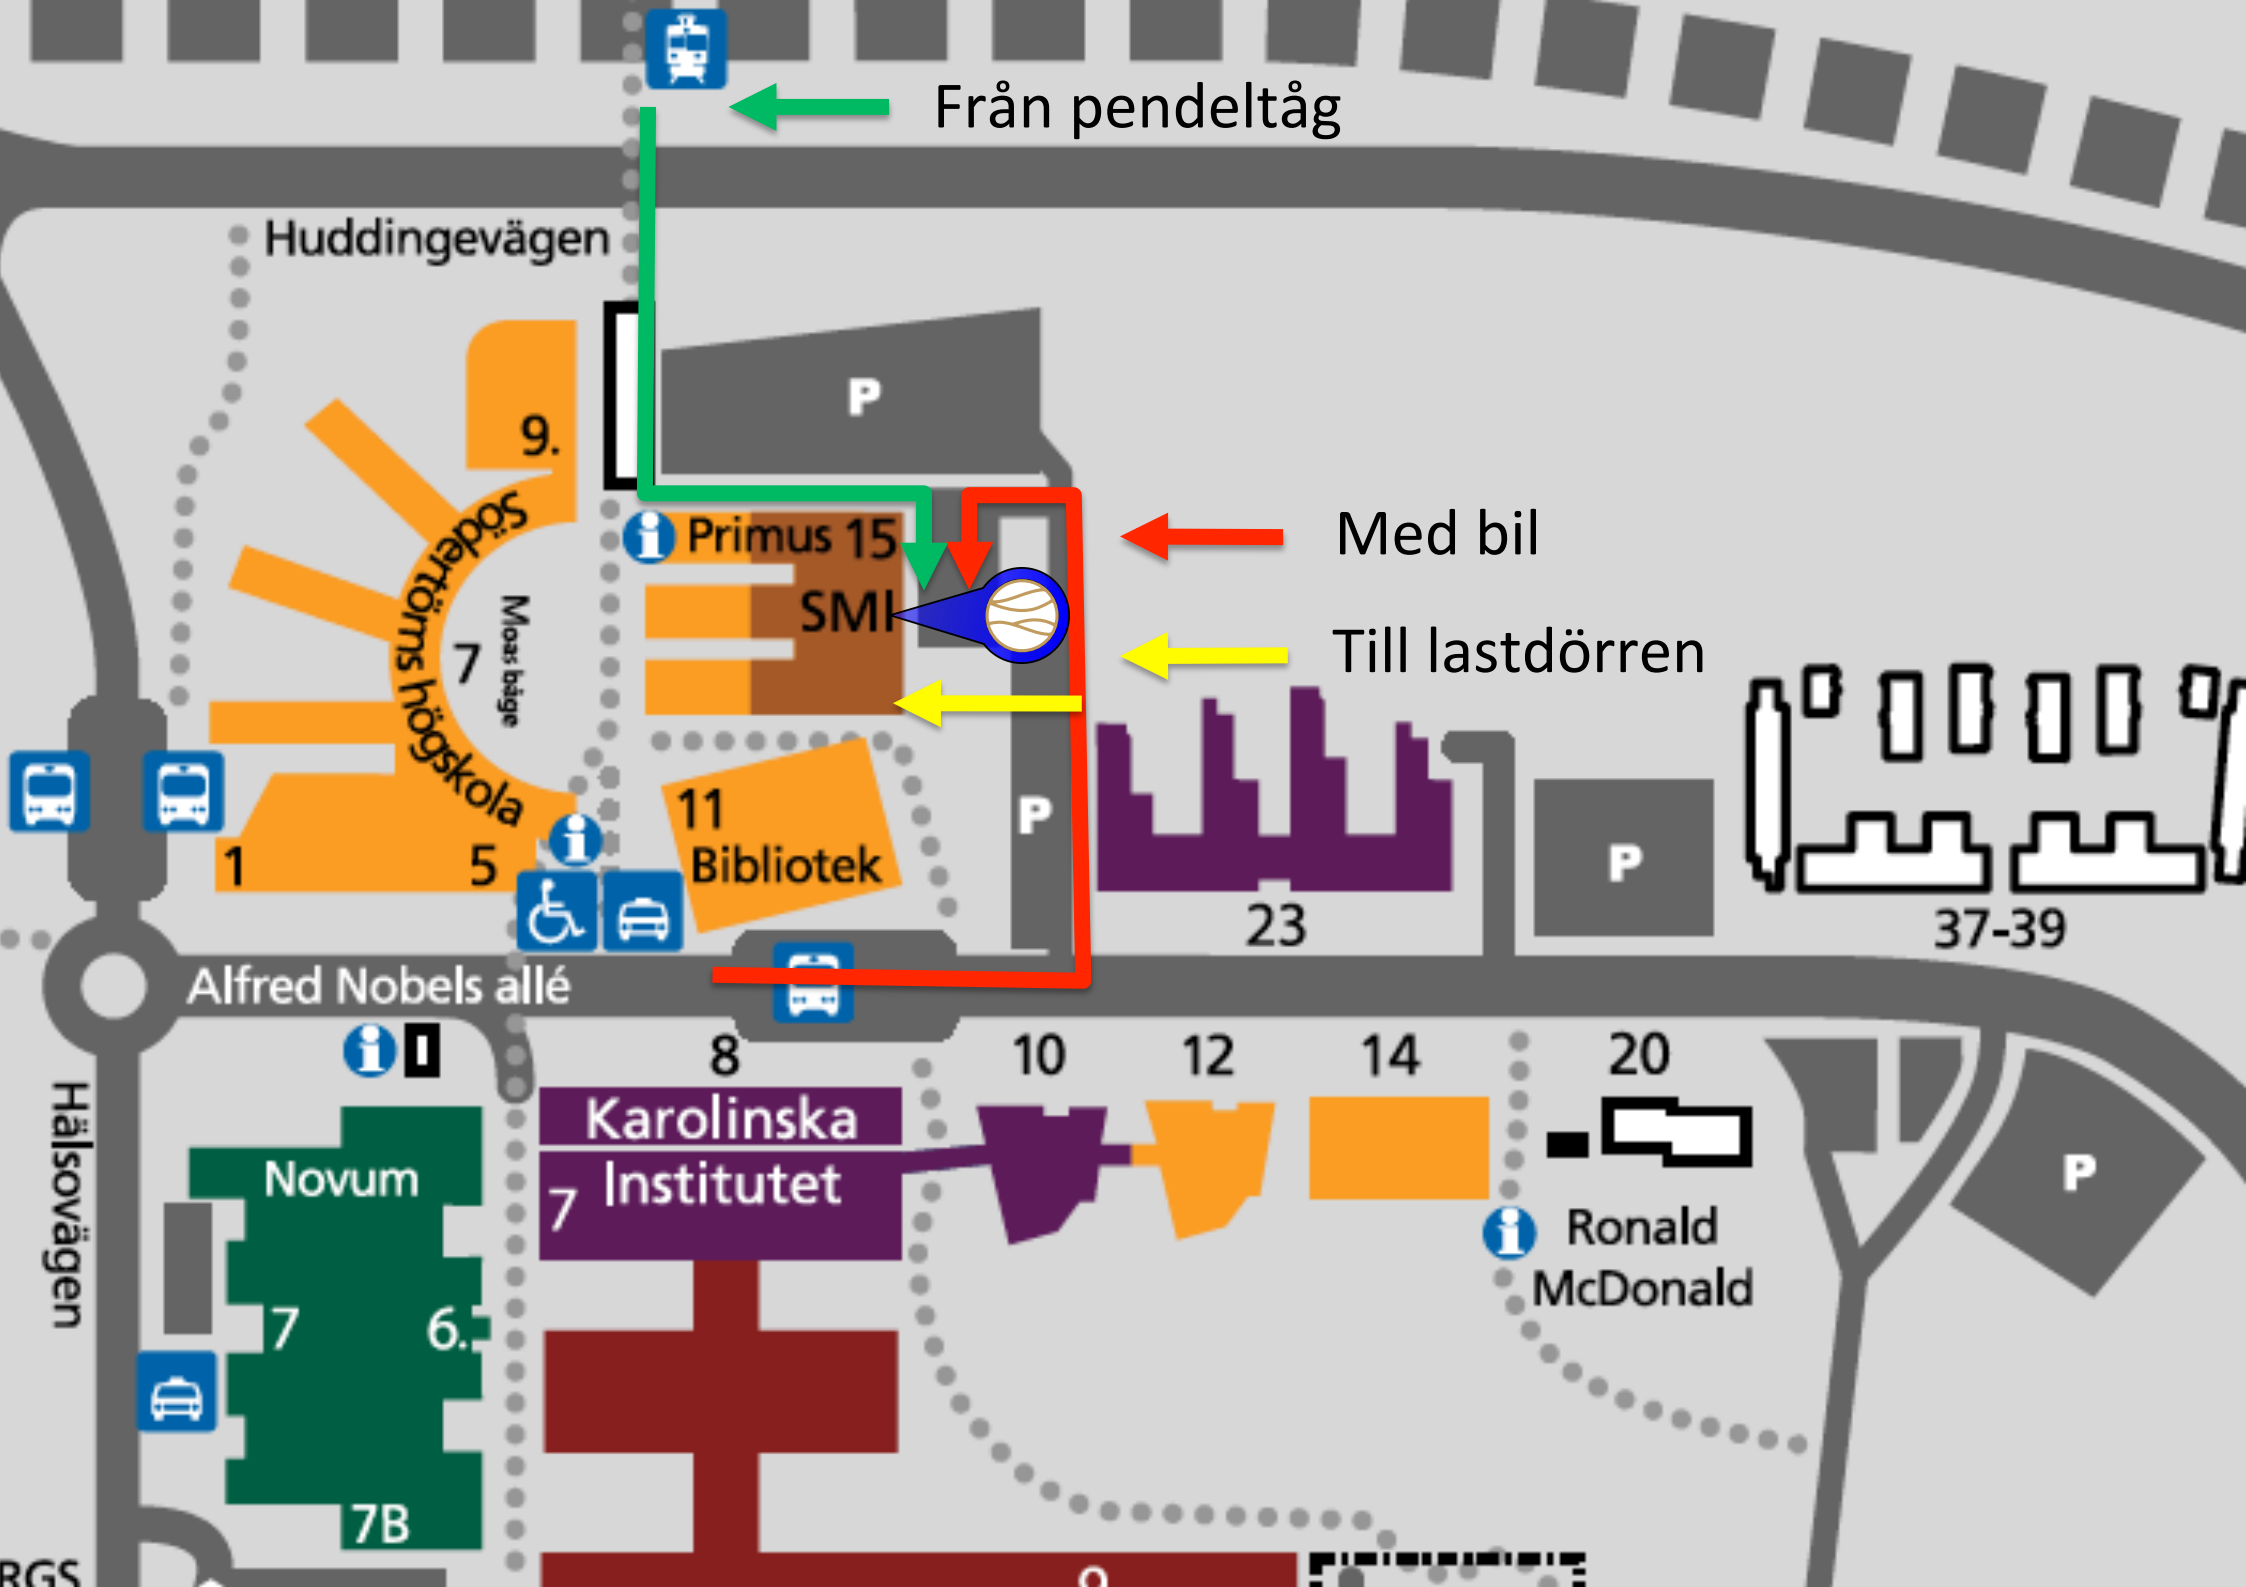 Från pendeltåg
Huddingevägen
P
9.
Södertörns högskola
Primus 15
Med bil
SMI
Moas båge
7
Till lastdörren
11
Bibliotek
P
P
1
5
23
37-39
Alfred Nobels allé
8
10
12
14
20
Hälsovägen
Karolinska
Institutet
7
Novum
P
Ronald
McDonald
7
6.
7B
RGS
9